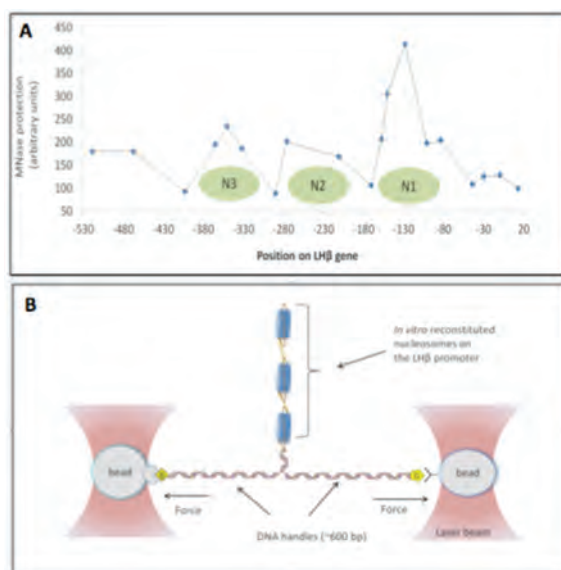 A
MNase protection
(arbitrary units)
450
400
350
300
250
200
150
100
50
N3
N2
N1
-530
-480
-430
-380
-330
-280
-230
-180
-130
-80
-30
20
Position on LHβ gene
B
In vitro reconstituted
nucleosomes on
the LHβ promoter
bead
bead
Force
Force
DNA handles (~600 bp)
Laser beam